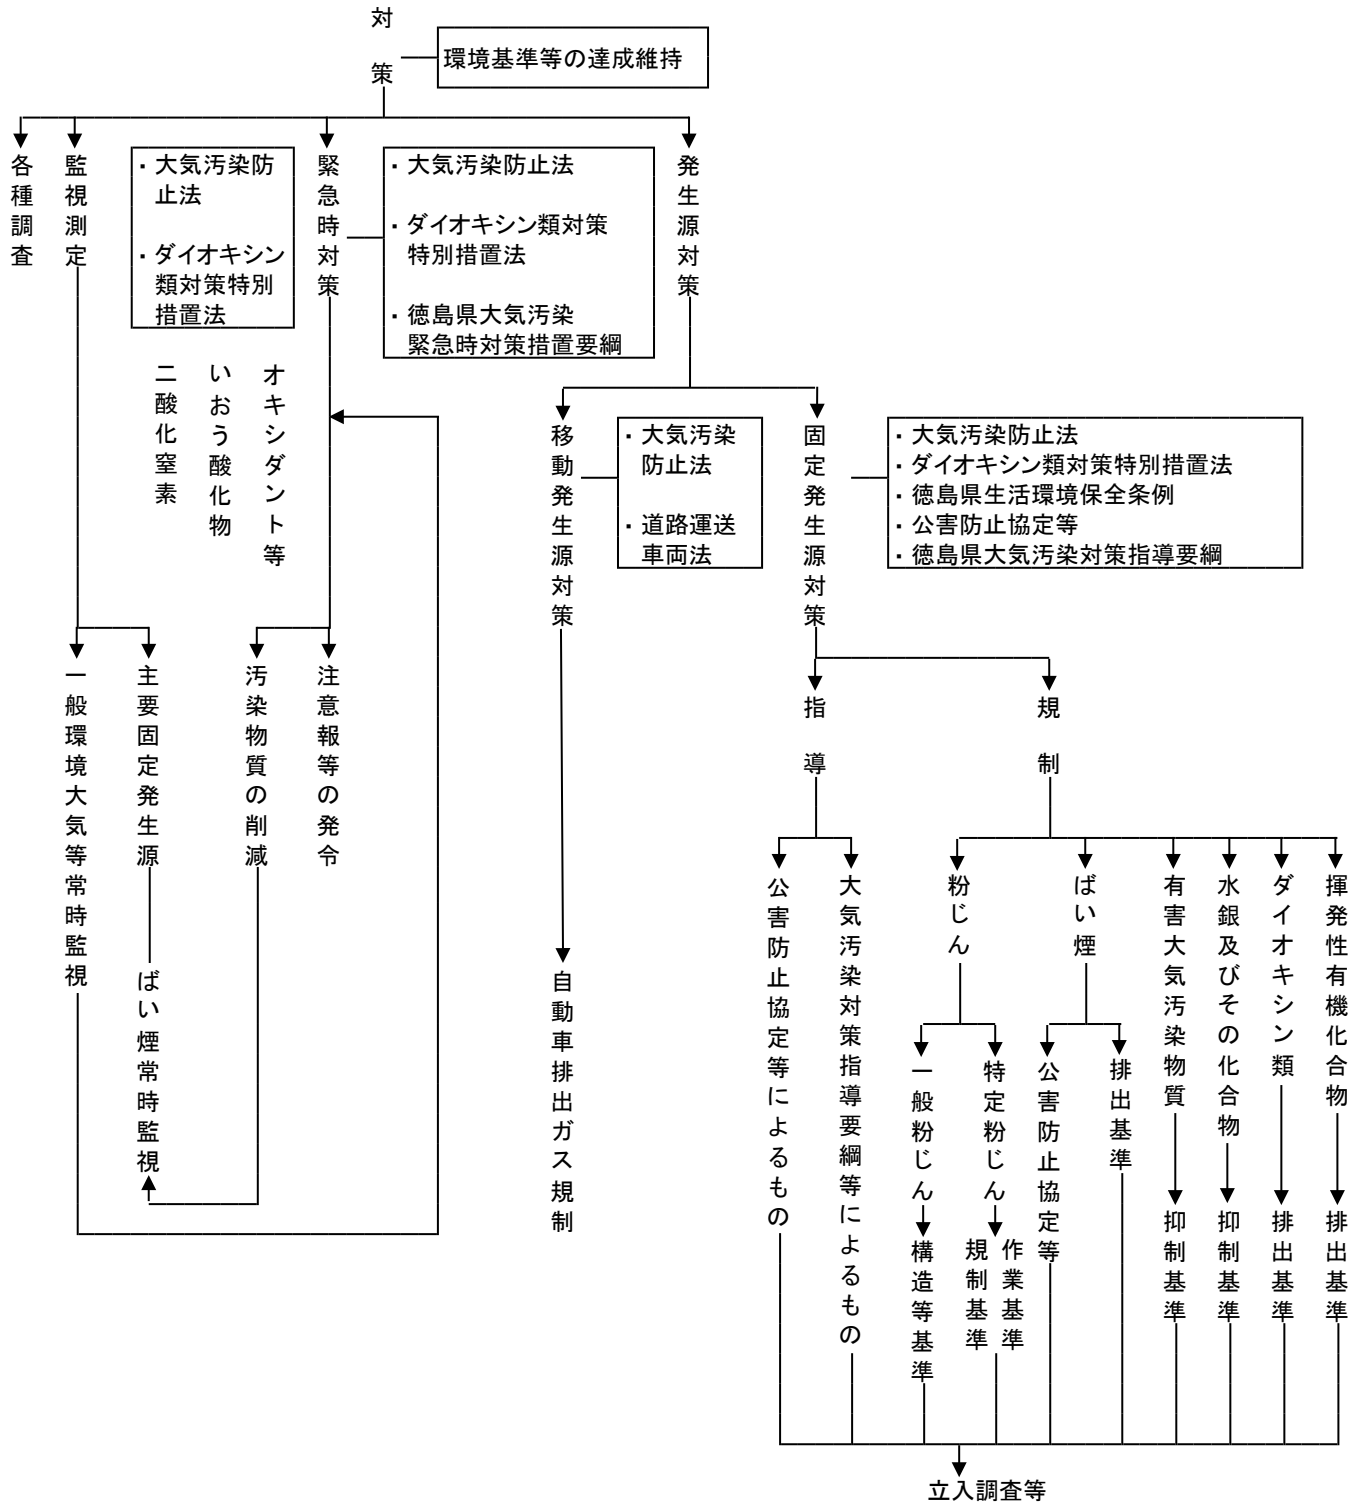 対策
環境基準等の達成維持
各種調査
監視測定
・大気汚染防
止法
・ダイオキシン
類対策特別
措置法
緊急時対策
・大気汚染防止法
・ダイオキシン類対策
特別措置法
・徳島県大気汚染
緊急時対策措置要綱
発生源対策
二酸化窒素
いおう酸化物
オキシダント等
移動発生源対策
・大気汚染
防止法
・道路運送
車両法
固定発生源対策
・大気汚染防止法
・ダイオキシン類対策特別措置法
・徳島県生活環境保全条例
・公害防止協定等
・徳島県大気汚染対策指導要綱
一般環境大気等常時監視
主要固定発生源
ばい煙常時監視
汚染物質の削減
注意報等の発令
自動車排出ガス規制
指導
規制
公害防止協定等によるもの
大気汚染対策指導要綱等によるもの
粉じん
一般粉じん
構造等基準
特定粉じん
規制基準
作業基準
ばい煙
公害防止協定等
排出基準
有害大気汚染物質
抑制基準
水銀及びその化合物
抑制基準
ダイオキシン類
排出基準
揮発性有機化合物
排出基準
立入調査等